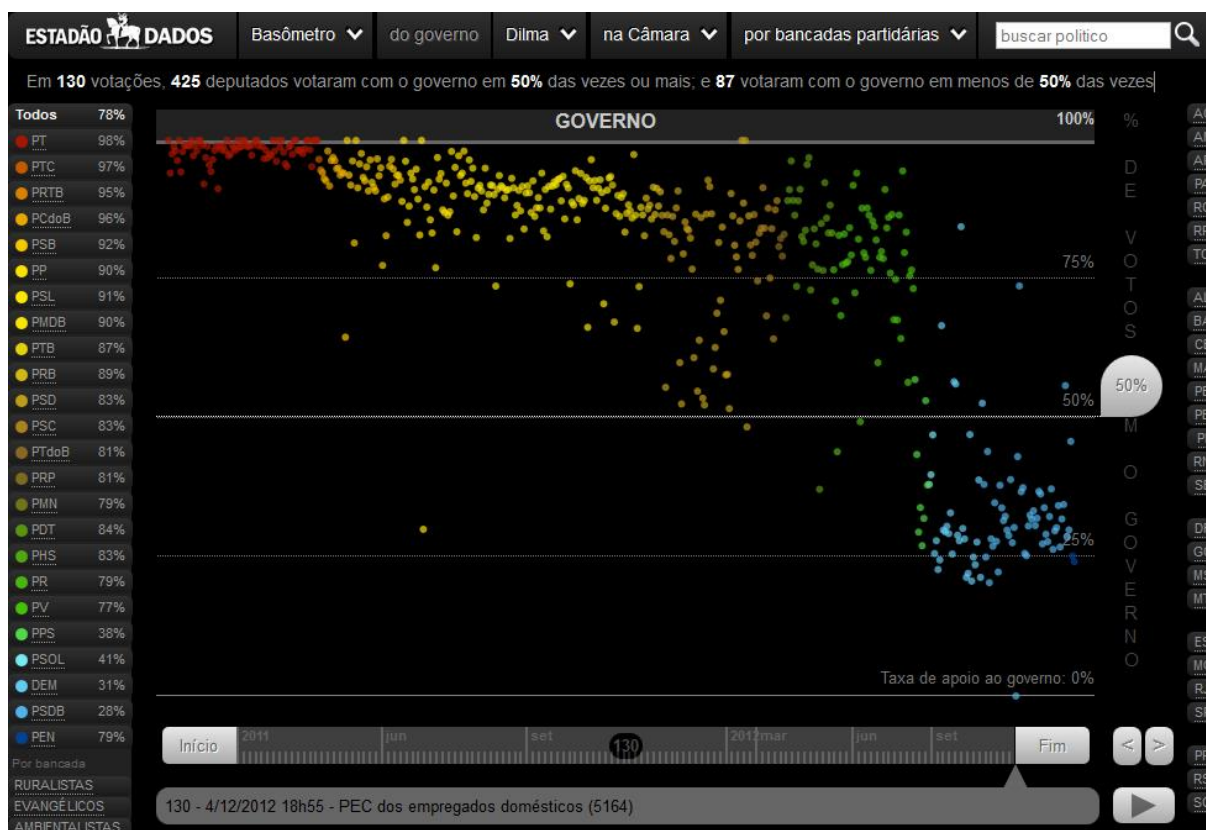 ESTADÃO DADOS Basômetro do governo Dilma na Câmara por bancadas partidárias buscar político
Em 130 votações, 425 deputados votaram com o governo em 50% das vezes ou mais; e 87 votaram com o governo em menos de 50% das vezes
Todos 78%
PT 98%
PTC 97%
PRTB 95%
PCdoB 96%
PSB 92%
PP 90%
PSL 91%
PMDB 90%
PTB 87%
PRB 89%
PSD 83%
PSC 83%
PTdoB 81%
PRP 81%
PMN 79%
PDT 84%
PHS 83%
PR 79%
PV 77%
PPS 38%
PSOL 41%
DEM 31%
PSDB 28%
PEN 79%
Por bancada
RURALISTAS
EVANGÉLICOS
AMBIENTALISTAS
GOVERNO 100%
75%
50%
25%
Taxa de apoio ao governo: 0%
% DE VOTOS COM O GOVERNO
50%
Início 2011 jun set 130 2012 mar jun set Fim
< >
130 - 4/12/2012 18h55 - PEC dos empregados domésticos (5164)